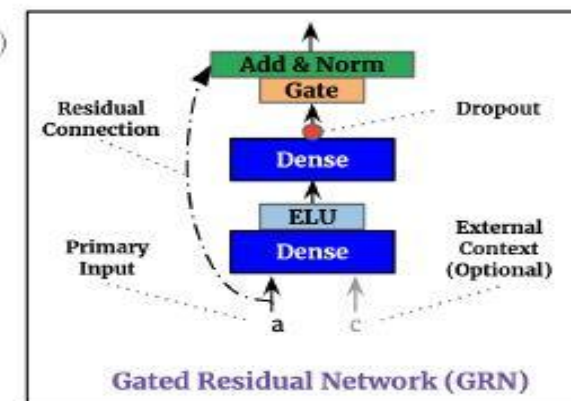 )
Add & Norm
Gate
Residual
Connection
Dropout
Dense
ELU
Dense
Primary
Input
External
Context
(Optional)
a
c
Gated Residual Network (GRN)